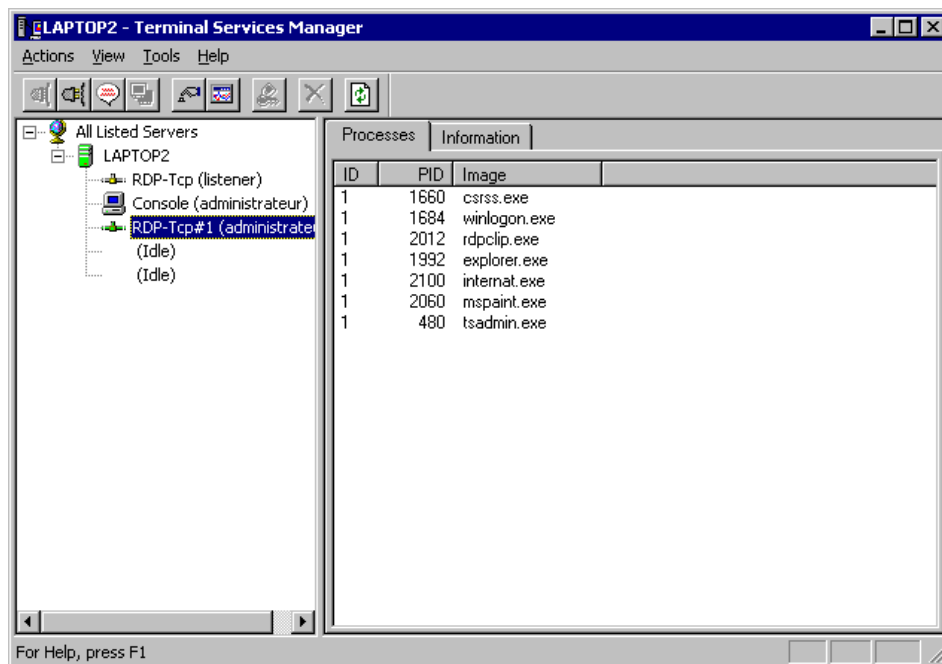 LAPTOP2 - Terminal Services Manager
Actions View Tools Help
All Listed Servers
LAPTOP2
RDP-Tcp (listener)
Console (administrateur)
RDP-Tcp#1 (administrate
(Idle)
(Idle)
Processes Information
ID PID Image
1 1660 csrss.exe
1 1684 winlogon.exe
1 2012 rdpclip.exe
1 1992 explorer.exe
1 2100 internat.exe
1 2060 mspaint.exe
1 480 tsadmin.exe
For Help, press F1